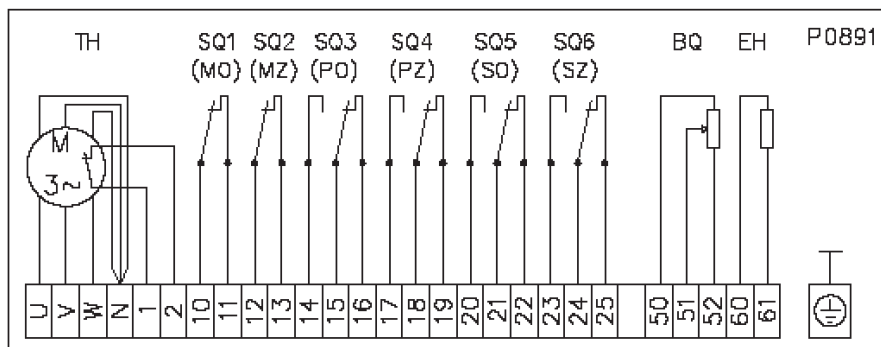 TH SQ1 SQ2 SQ3 SQ4 SQ5 SQ6 BQ EH P0891
(MO) (MZ) (PO) (PZ) (SO) (SZ)
M
3~
U V W N 1 2 10 11 12 13 14 15 16 17 18 19 20 21 22 23 24 25 50 51 52 60 61